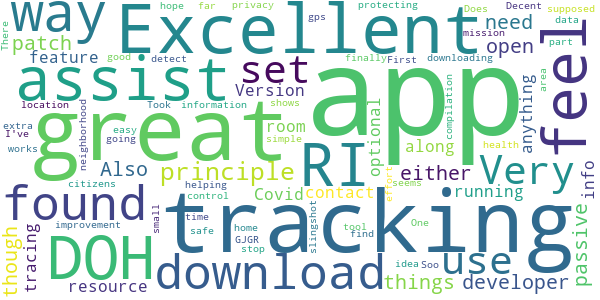 There hope far privacy protecting Does Decent supposed
way Excellent need gps mission data
patch open finally First downloading part
feature good detect
assist set feel
Version
great app
location shows information Took
neighborhood optional compilation anything area
extra room
I've going easy simple
works
RI Very
tracing Also principle along either health
citizens Covid contact running info
found helping control effort seems
improvement small time safe tracking use passive
though home tool One
DOH GJGR slingshot find idea Soo things
stop download developer
resource